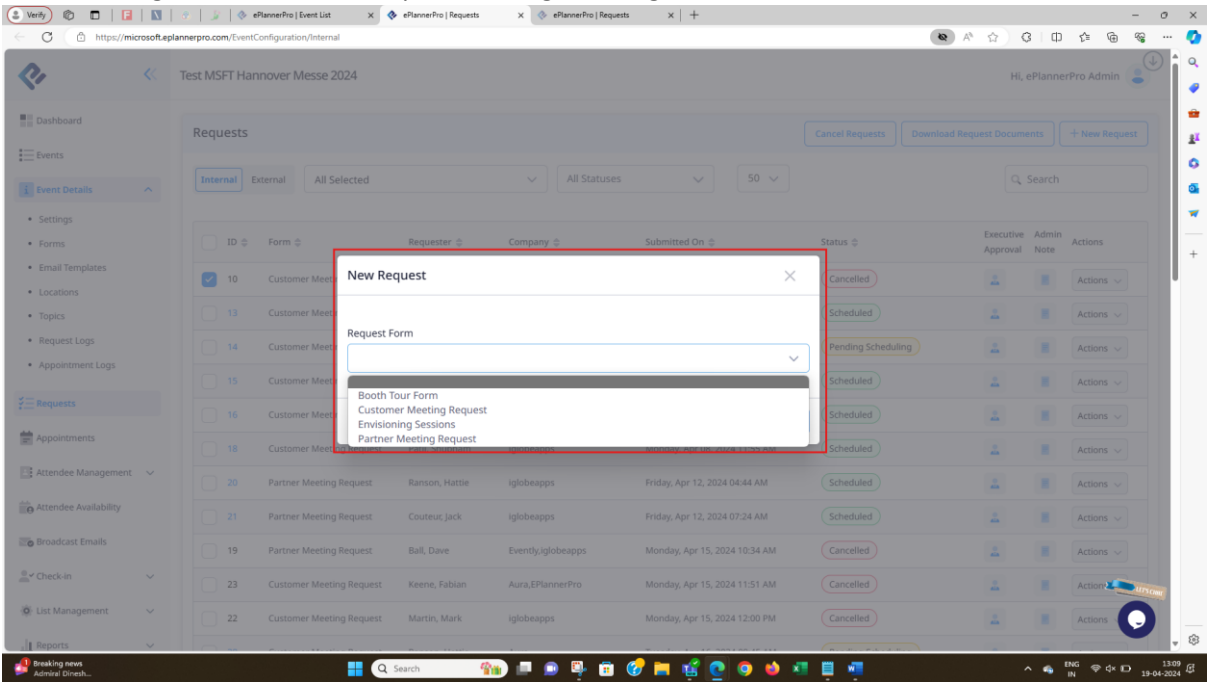 Verify
ePlannerPro | Event List
ePlannerPro | Requests
ePlannerPro | Requests
https://microsoft.eplannerpro.com/EventConfiguration/Internal
Test MSFT Hannover Messe 2024
Hi, ePlannerPro Admin
Dashboard
Events
Event Details
Settings
Forms
Email Templates
Locations
Topics
Request Logs
Appointment Logs
Requests
Appointments
Attendee Management
Attendee Availability
Broadcast Emails
Check-in
List Management
Reports
Requests
Cancel Requests
Download Request Documents
+ New Request
Internal External All Selected All Statuses 50 Search
ID Form Requester Company Submitted On Status Executive Approval Admin Note Actions
10 Customer Cancelled Actions
13 Customer Scheduled Actions
14 Customer Pending Scheduling Actions
15 Customer Scheduled Actions
16 Customer Scheduled Actions
18 Customer Meeting Request Scheduled Actions
20 Partner Meeting Request Ranson, Hattie iglobeapps Friday, Apr 12, 2024 04:44 AM Scheduled Actions
21 Partner Meeting Request Couteur, Jack iglobeapps Friday, Apr 12, 2024 07:24 AM Scheduled Actions
19 Partner Meeting Request Ball, Dave Evently,iglobeapps Monday, Apr 15, 2024 10:34 AM Cancelled Actions
23 Customer Meeting Request Keene, Fabian Aura,EPlannerPro Monday, Apr 15, 2024 11:51 AM Cancelled Actions
22 Customer Meeting Request Martin, Mark iglobeapps Monday, Apr 15, 2024 12:00 PM Cancelled Actions
New Request
Request Form
Booth Tour Form
Customer Meeting Request
Envisioning Sessions
Partner Meeting Request
Breaking news
Admiral Dinesh...
Search
ENG
IN
13:09
19-04-2024